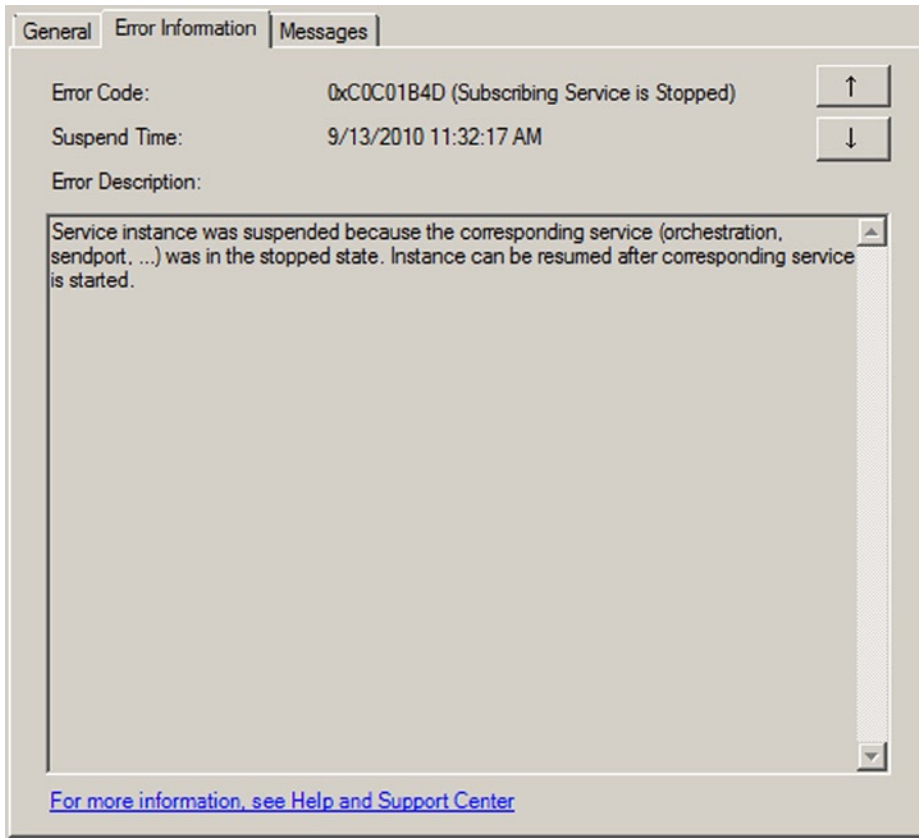 General Error Information Messages
Error Code: 0xC0C01B4D (Subscribing Service is Stopped)
Suspend Time: 9/13/2010 11:32:17 AM
Error Description:
Service instance was suspended because the corresponding service (orchestration,
sendport, ...) was in the stopped state. Instance can be resumed after corresponding service
is started.
For more information, see Help and Support Center